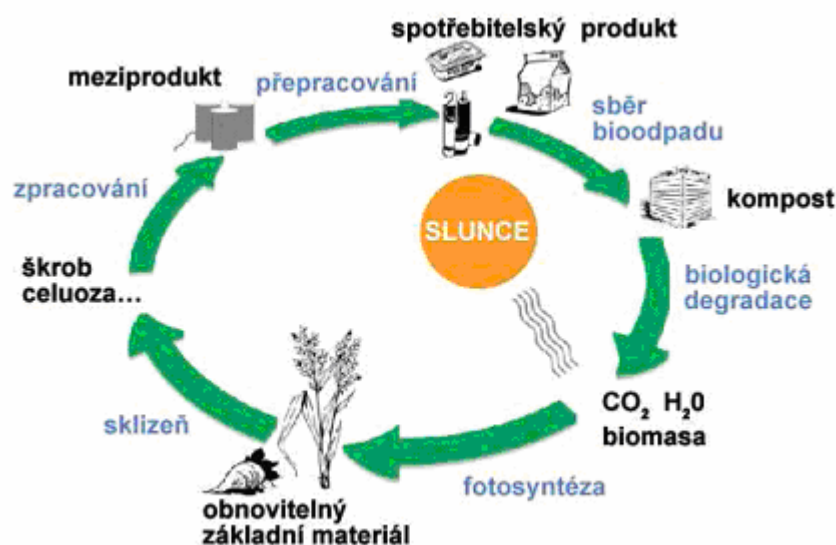 spotřebitelský produkt
meziprodukt
přepracování
sběr
bioodpadu
zpracování
kompost
SLUNCE
škrob
celuoza...
biologická
degradace
CO₂ H₂0
biomasa
sklizeň
fotosyntéza
obnovitelný
základní materiál